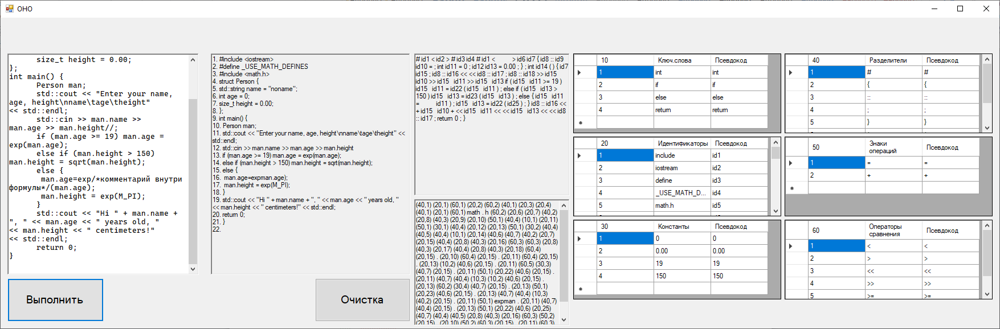 ОНО
size_t height = 0.00;
};
int main() {
Person man;
std::cout << "Enter your name,
age, height\nname\tage\theight"
<< std::endl;
std::cin >> man.name >>
man.age >> man.height//;
if (man.age >= 19) man.age =
exp(man.age);
else if (man.height > 150)
man.height = sqrt(man.height);
else {
man.age=exp/*комментарий внутри
формулы*/(man.age);
man.height = exp(M_PI);
}
std::cout << "Hi " + man.name +
", " << man.age << " years old, "
<< man.height << " centimeters!"
<< std::endl;
return 0;
}
Выполнить
1. #include <iostream>
2. #define _USE_MATH_DEFINES
3. #include <math.h>
4. struct Person {
5. std::string name = "noname";
6. int age = 0;
7. size_t height = 0.00;
8. };
9. int main() {
10. Person man;
11. std::cout << "Enter your name, age, height\nname\tage\theight" <<
std::endl;
12. std::cin >> man.name >> man.age >> man.height
13. if (man.age >= 19) man.age = exp(man.age);
14. else if (man.height > 150) man.height = sqrt(man.height);
15. else {
16.  man.age=expman.age);
17.  man.height = exp(M_PI);
18. }
19. std::cout << "Hi " + man.name + ", " << man.age << " years old, "
<< man.height << " centimeters!" << std::endl;
20. return 0;
21. }
22.
Очистка
# id1 < id2 > # id3 id4 # id1 <          > id6 id7 { id8 :: id9
id10 = ; int id11 = 0 ; id12 id13 = 0.00 ; } ; int id14 ( ) { id7
id15 ; id8 :: id16 << << id8 :: id17 ; id8 :: id18 >> id15
id10 >> id15   id11 >> id15   id13 if ( id15   id11 >= 19 )
id15   id11 = id22 ( id15   id11 ) ; else if ( id15   id13 >
150 ) id15   id13 = id23 ( id15   id13 ) ; else { id15   id11
=          id11 ) ; id15   id13 = id22 ( id25 ) ; } id8 :: id16 <<
+ id15   id10 + << id15   id11 << << id15   id13 << << id8
:: id17 ; return 0 ; }
(40,1) (20,1) (60,1) (20,2) (60,2) (40,1) (20,3) (20,4)
(40,1) (20,1) (60,1) math . h (60,2) (20,6) (20,7) (40,2)
(20,8) (40,3) (20,9) (20,10) (50,1) (40,4) (10,1) (20,11)
(50,1) (30,1) (40,4) (20,12) (20,13) (50,1) (30,2) (40,4)
(40,5) (40,4) (10,1) (20,14) (40,6) (40,7) (40,2) (20,7)
(20,15) (40,4) (20,8) (40,3) (20,16) (60,3) (60,3) (20,8)
(40,3) (20,17) (40,4) (20,8) (40,3) (20,18) (60,4)
(20,15) . (20,10) (60,4) (20,15) . (20,11) (60,4) (20,15)
. (20,13) (10,2) (40,6) (20,15) . (20,11) (60,5) (30,3)
(40,7) (20,15) . (20,11) (50,1) (20,22) (40,6) (20,15) .
(20,11) (40,7) (40,4) (10,3) (10,2) (40,6) (20,15) .
(20,13) (60,2) (30,4) (40,7) (20,15) . (20,13) (50,1)
(20,23) (40,6) (20,15) . (20,13) (40,7) (40,4) (10,3)
(40,2) (20,15) . (20,11) (50,1) expman . (20,11) (40,7)
(40,4) (20,15) . (20,13) (50,1) (20,22) (40,6) (20,25)
(40,7) (40,4) (40,5) (20,8) (40,3) (20,16) (60,3) (50,2)
(20,15) . (20,10) (50,2) (60,3) (20,15) . (20,11) (60,3)
10 Ключ.слова Псевдокод
1 int int
2 if if
3 else else
4 return return
20 Идентификаторы Псевдокод
1 include id1
2 iostream id2
3 define id3
4 _USE_MATH_D... id4
5 math.h id5
30 Константы Псевдокод
1 0 0
2 0.00 0.00
3 19 19
4 150 150
40 Разделители Псевдокод
1 # #
2 { {
3 :: ::
4 ; ;
5 } }
50 Знаки
операций Псевдокод
1 = =
2 + +
60 Операторы
сравнения Псевдокод
1 < <
2 > >
3 << <<
4 >> >>
5 >= >=